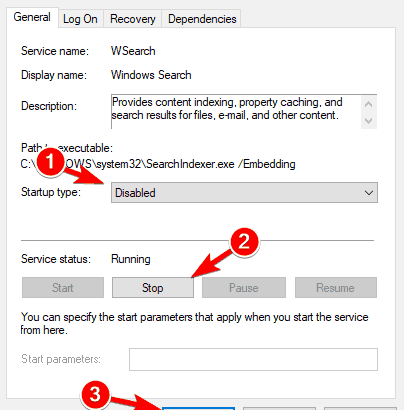 General Log On Recovery Dependencies
Service name: WSearch
Display name: Windows Search
Description: Provides content indexing, property caching, and
search results for files, e-mail, and other content.
Path executable:
1
\system32\SearchIndexer.exe /Embedding
Startup type: Disabled
2
Service status: Running
Start Stop Pause Resume
You can specify the start parameters that apply when you start the service
from here.
Start parameters:
3